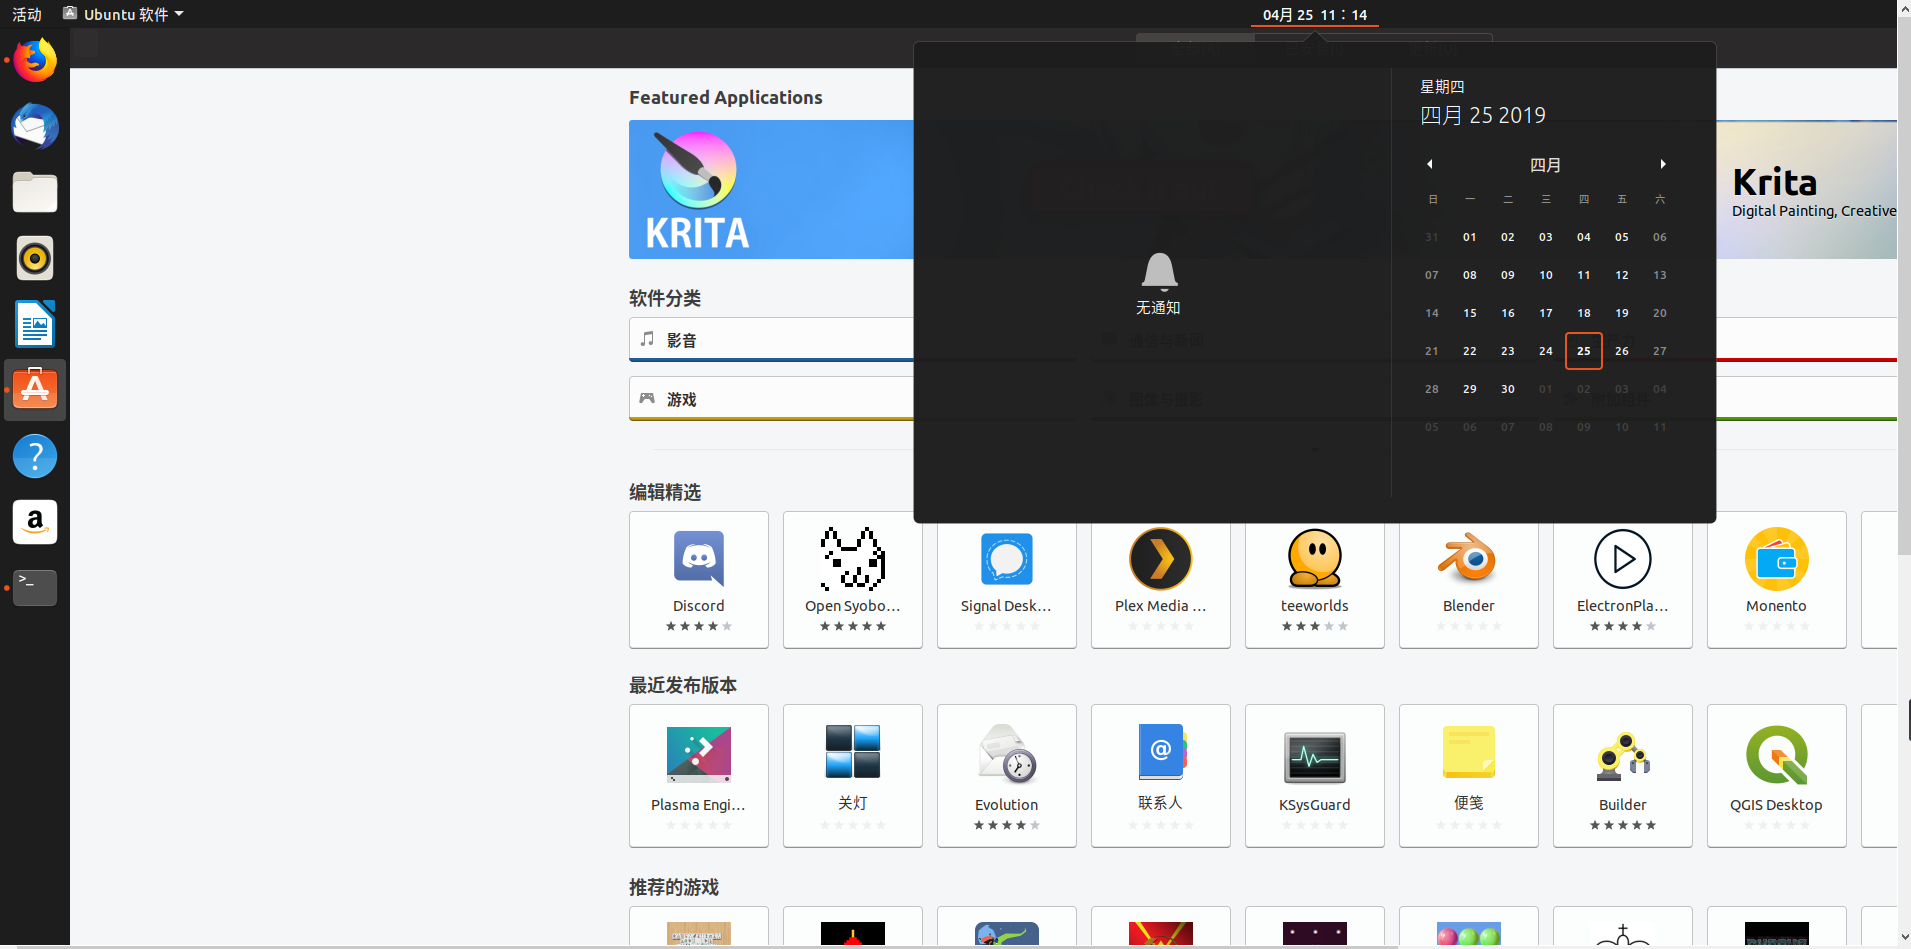 活动
Ubuntu 软件
04月 25 11：14
Featured Applications
KRITA
Krita
Digital Painting, Creative
星期四
四月 25 2019
四月
日 一 二 三 四 五 六
31 01 02 03 04 05 06
07 08 09 10 11 12 13
14 15 16 17 18 19 20
21 22 23 24 25 26 27
28 29 30 01 02 03 04
05 06 07 08 09 10 11
无通知
软件分类
影音
游戏
编辑精选
Discord
Open Syobo...
Signal Desk...
Plex Media ...
teeworlds
Blender
ElectronPla...
Monento
最近发布版本
Plasma Engi...
关灯
Evolution
联系人
KSysGuard
便笺
Builder
QGIS Desktop
推荐的游戏